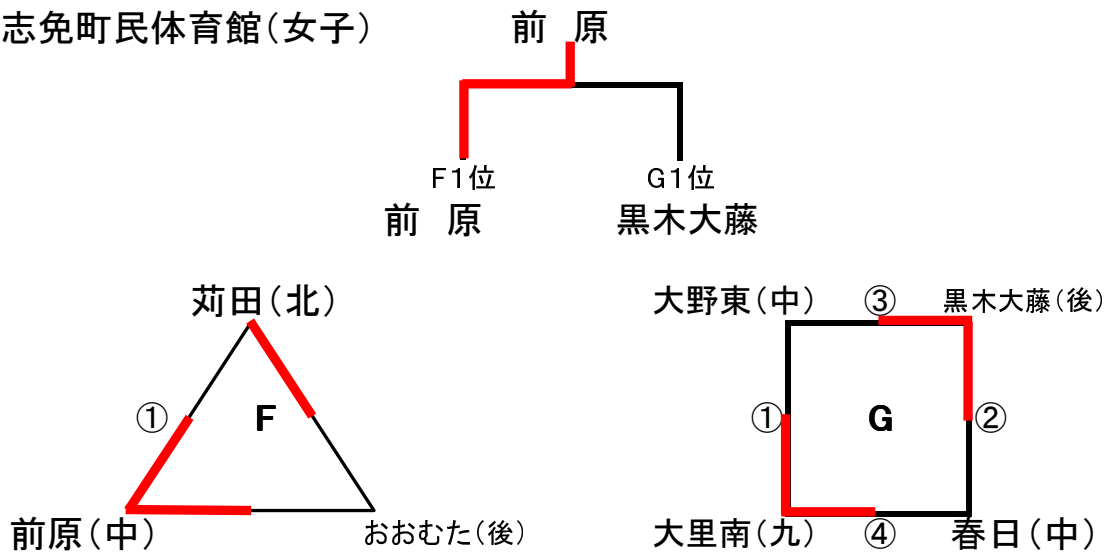 志免町民体育館(女子)
前 原
F1位
G1位
前 原
黒木大藤
苅田(北)
①
F
前原(中)
おおむた(後)
大野東(中)
③
黒木大藤(後)
①
G
②
大里南(九)
④
春日(中)